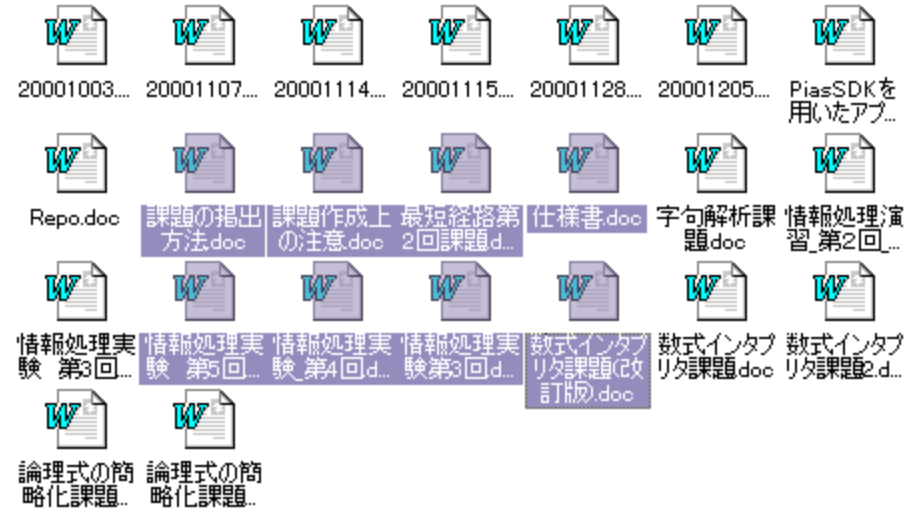 20001003....
20001107....
20001114....
20001115....
20001128....
20001205....
PiasSDKを
用いたアプ...
Repo.doc
課題の提出
方法.doc
課題作成上
の注意.doc
最短経路第
2回課題d...
仕様書.doc
字句解析課
題.doc
情報処理演
習_第2回_...
情報処理実
験 第3回...
情報処理実
験 第5回...
情報処理実
験_第4回.d...
情報処理実
験第3回.d...
数式インタプ
リタ課題(改
訂版).doc
数式インタプ
リタ課題.doc
数式インタプ
リタ課題2.d...
論理式の簡
略化課題...
論理式の簡
略化課題...